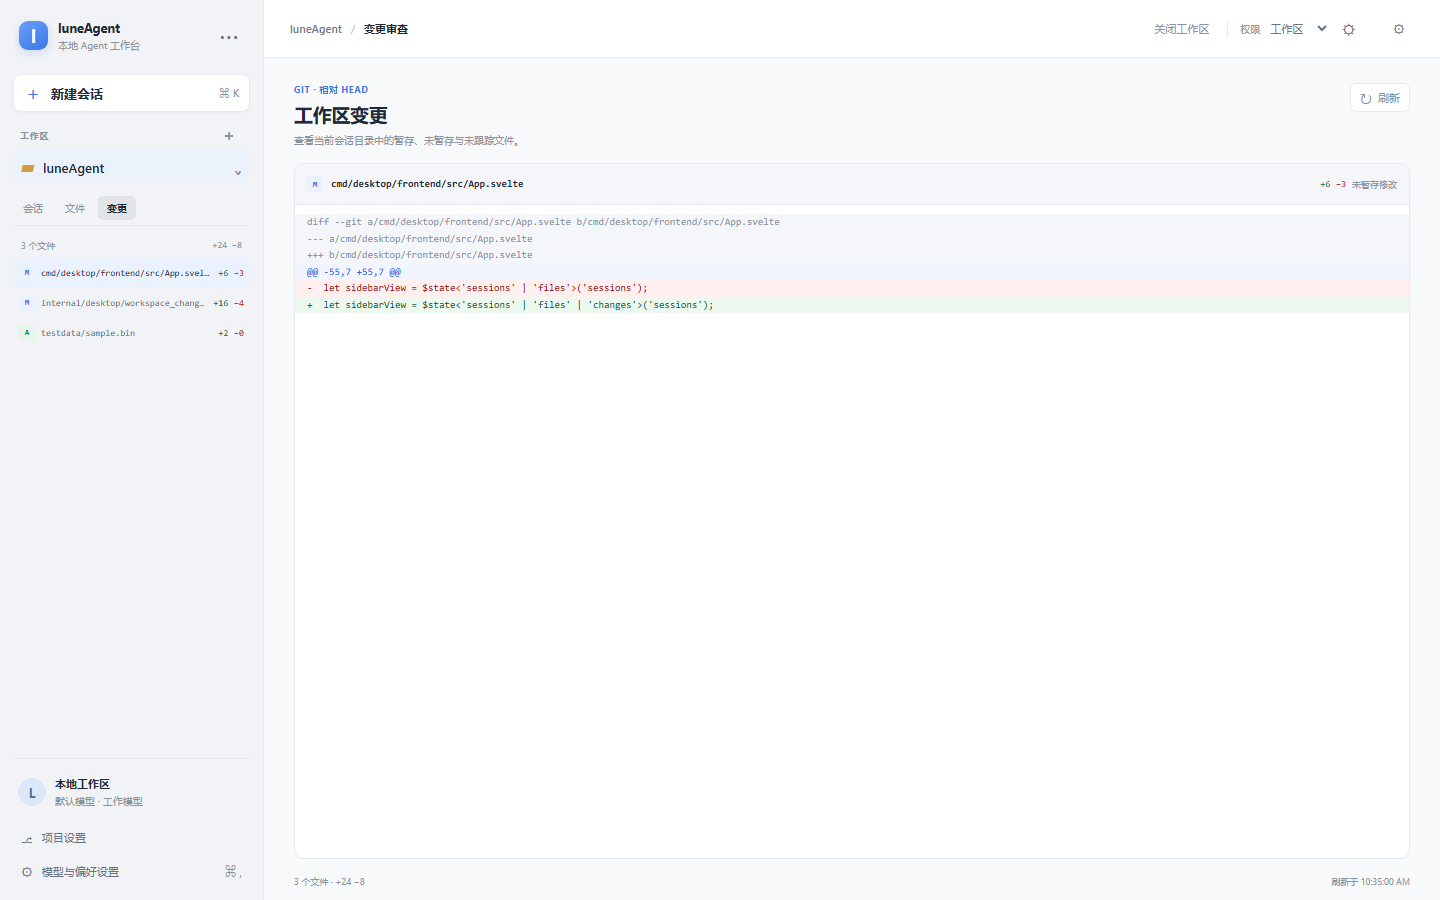 l
luneAgent
本地 Agent 工作台
•••
+ 新建会话 ⌘ K
工作区 +
luneAgent
会话 文件 变更
3 个文件 +24 −8
M cmd/desktop/frontend/src/App.svel… +6 −3
M internal/desktop/workspace_chang… +16 −4
A testdata/sample.bin +2 −0
L
本地工作区
默认模型 · 工作模型
项目设置
模型与偏好设置 ⌘ ,
luneAgent / 变更审查
关闭工作区 权限 工作区
GIT · 相对 HEAD
工作区变更
查看当前会话目录中的暂存、未暂存与未跟踪文件。
↻ 刷新
M cmd/desktop/frontend/src/App.svelte +6 −3 未暂存修改
diff --git a/cmd/desktop/frontend/src/App.svelte b/cmd/desktop/frontend/src/App.svelte
--- a/cmd/desktop/frontend/src/App.svelte
+++ b/cmd/desktop/frontend/src/App.svelte
@@ -55,7 +55,7 @@
-  let sidebarView = $state<'sessions' | 'files'>('sessions');
+  let sidebarView = $state<'sessions' | 'files' | 'changes'>('sessions');
3 个文件 · +24 −8
刷新于 10:35:00 AM